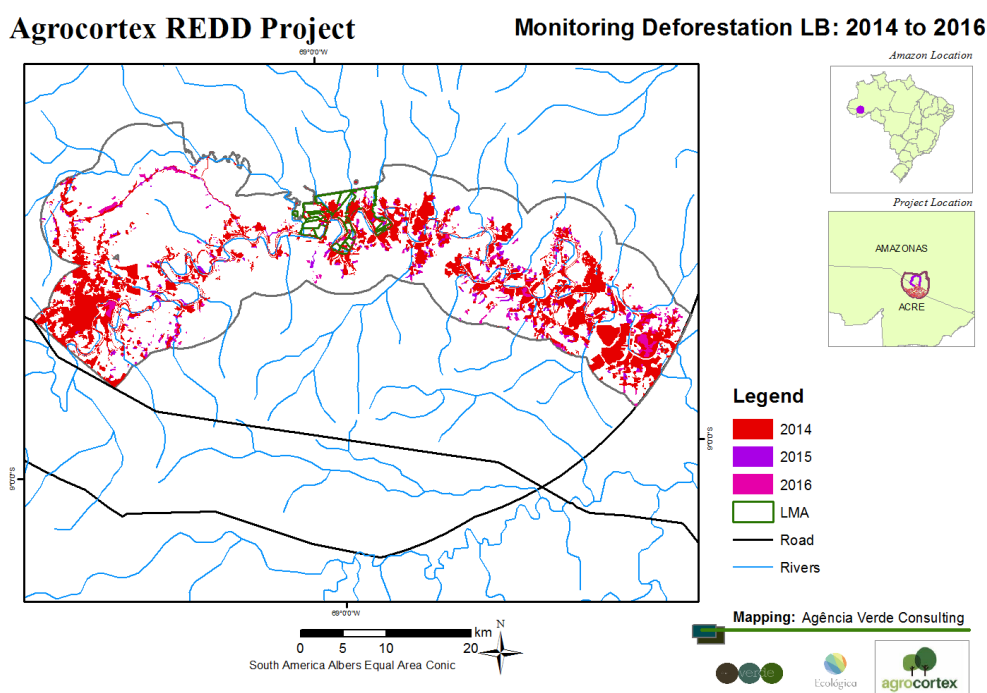 Agrocortex REDD Project
Monitoring Deforestation LB: 2014 to 2016
69°0'0"W
Amazon Location
Project Location
AMAZONAS
ACRE
Legend
2014
2015
2016
LMA
Road
Rivers
9°0'0"S
9°0'0"S
69°0'0"W
Mapping: Agência Verde Consulting
km
0 5 10 20
N
South America Albers Equal Area Conic
verde
Ecológica
agrocortex